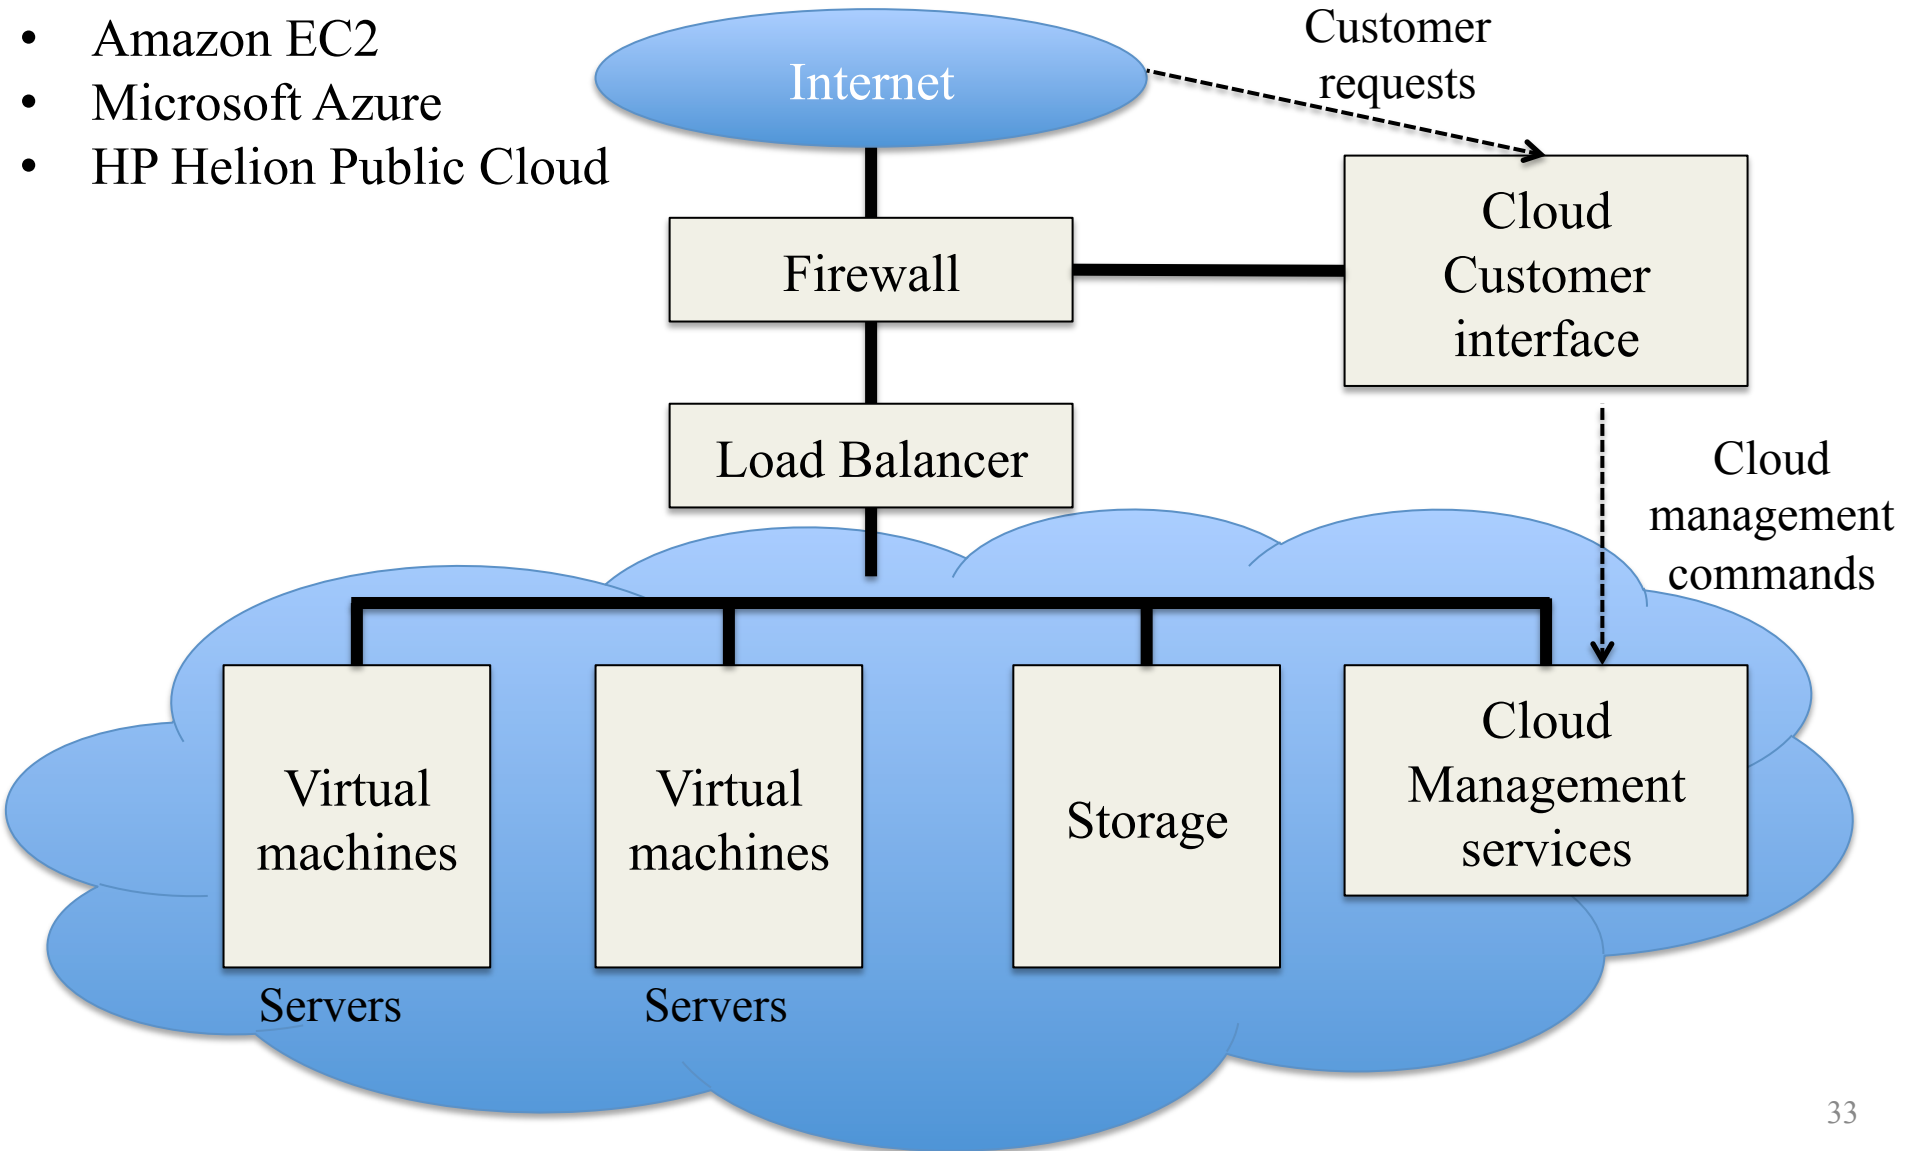 • Amazon EC2
• Microsoft Azure
• HP Helion Public Cloud
Internet
Customer
requests
Firewall
Cloud
Customer
interface
Load Balancer
Cloud
management
commands
Virtual
machines
Virtual
machines
Storage
Cloud
Management
services
Servers
Servers
33